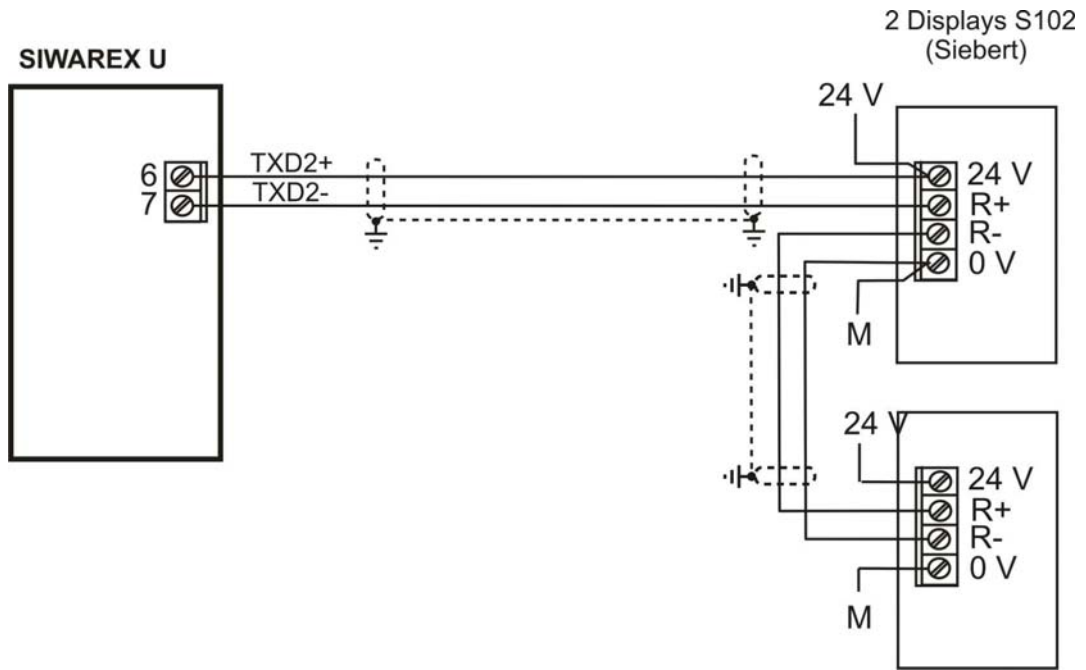 2 Displays S102
(Siebert)
SIWAREX U
24 V
6
TXD2+
24 V
7
TXD2-
R+
R-
0 V
M
24 V
24 V
R+
R-
0 V
M